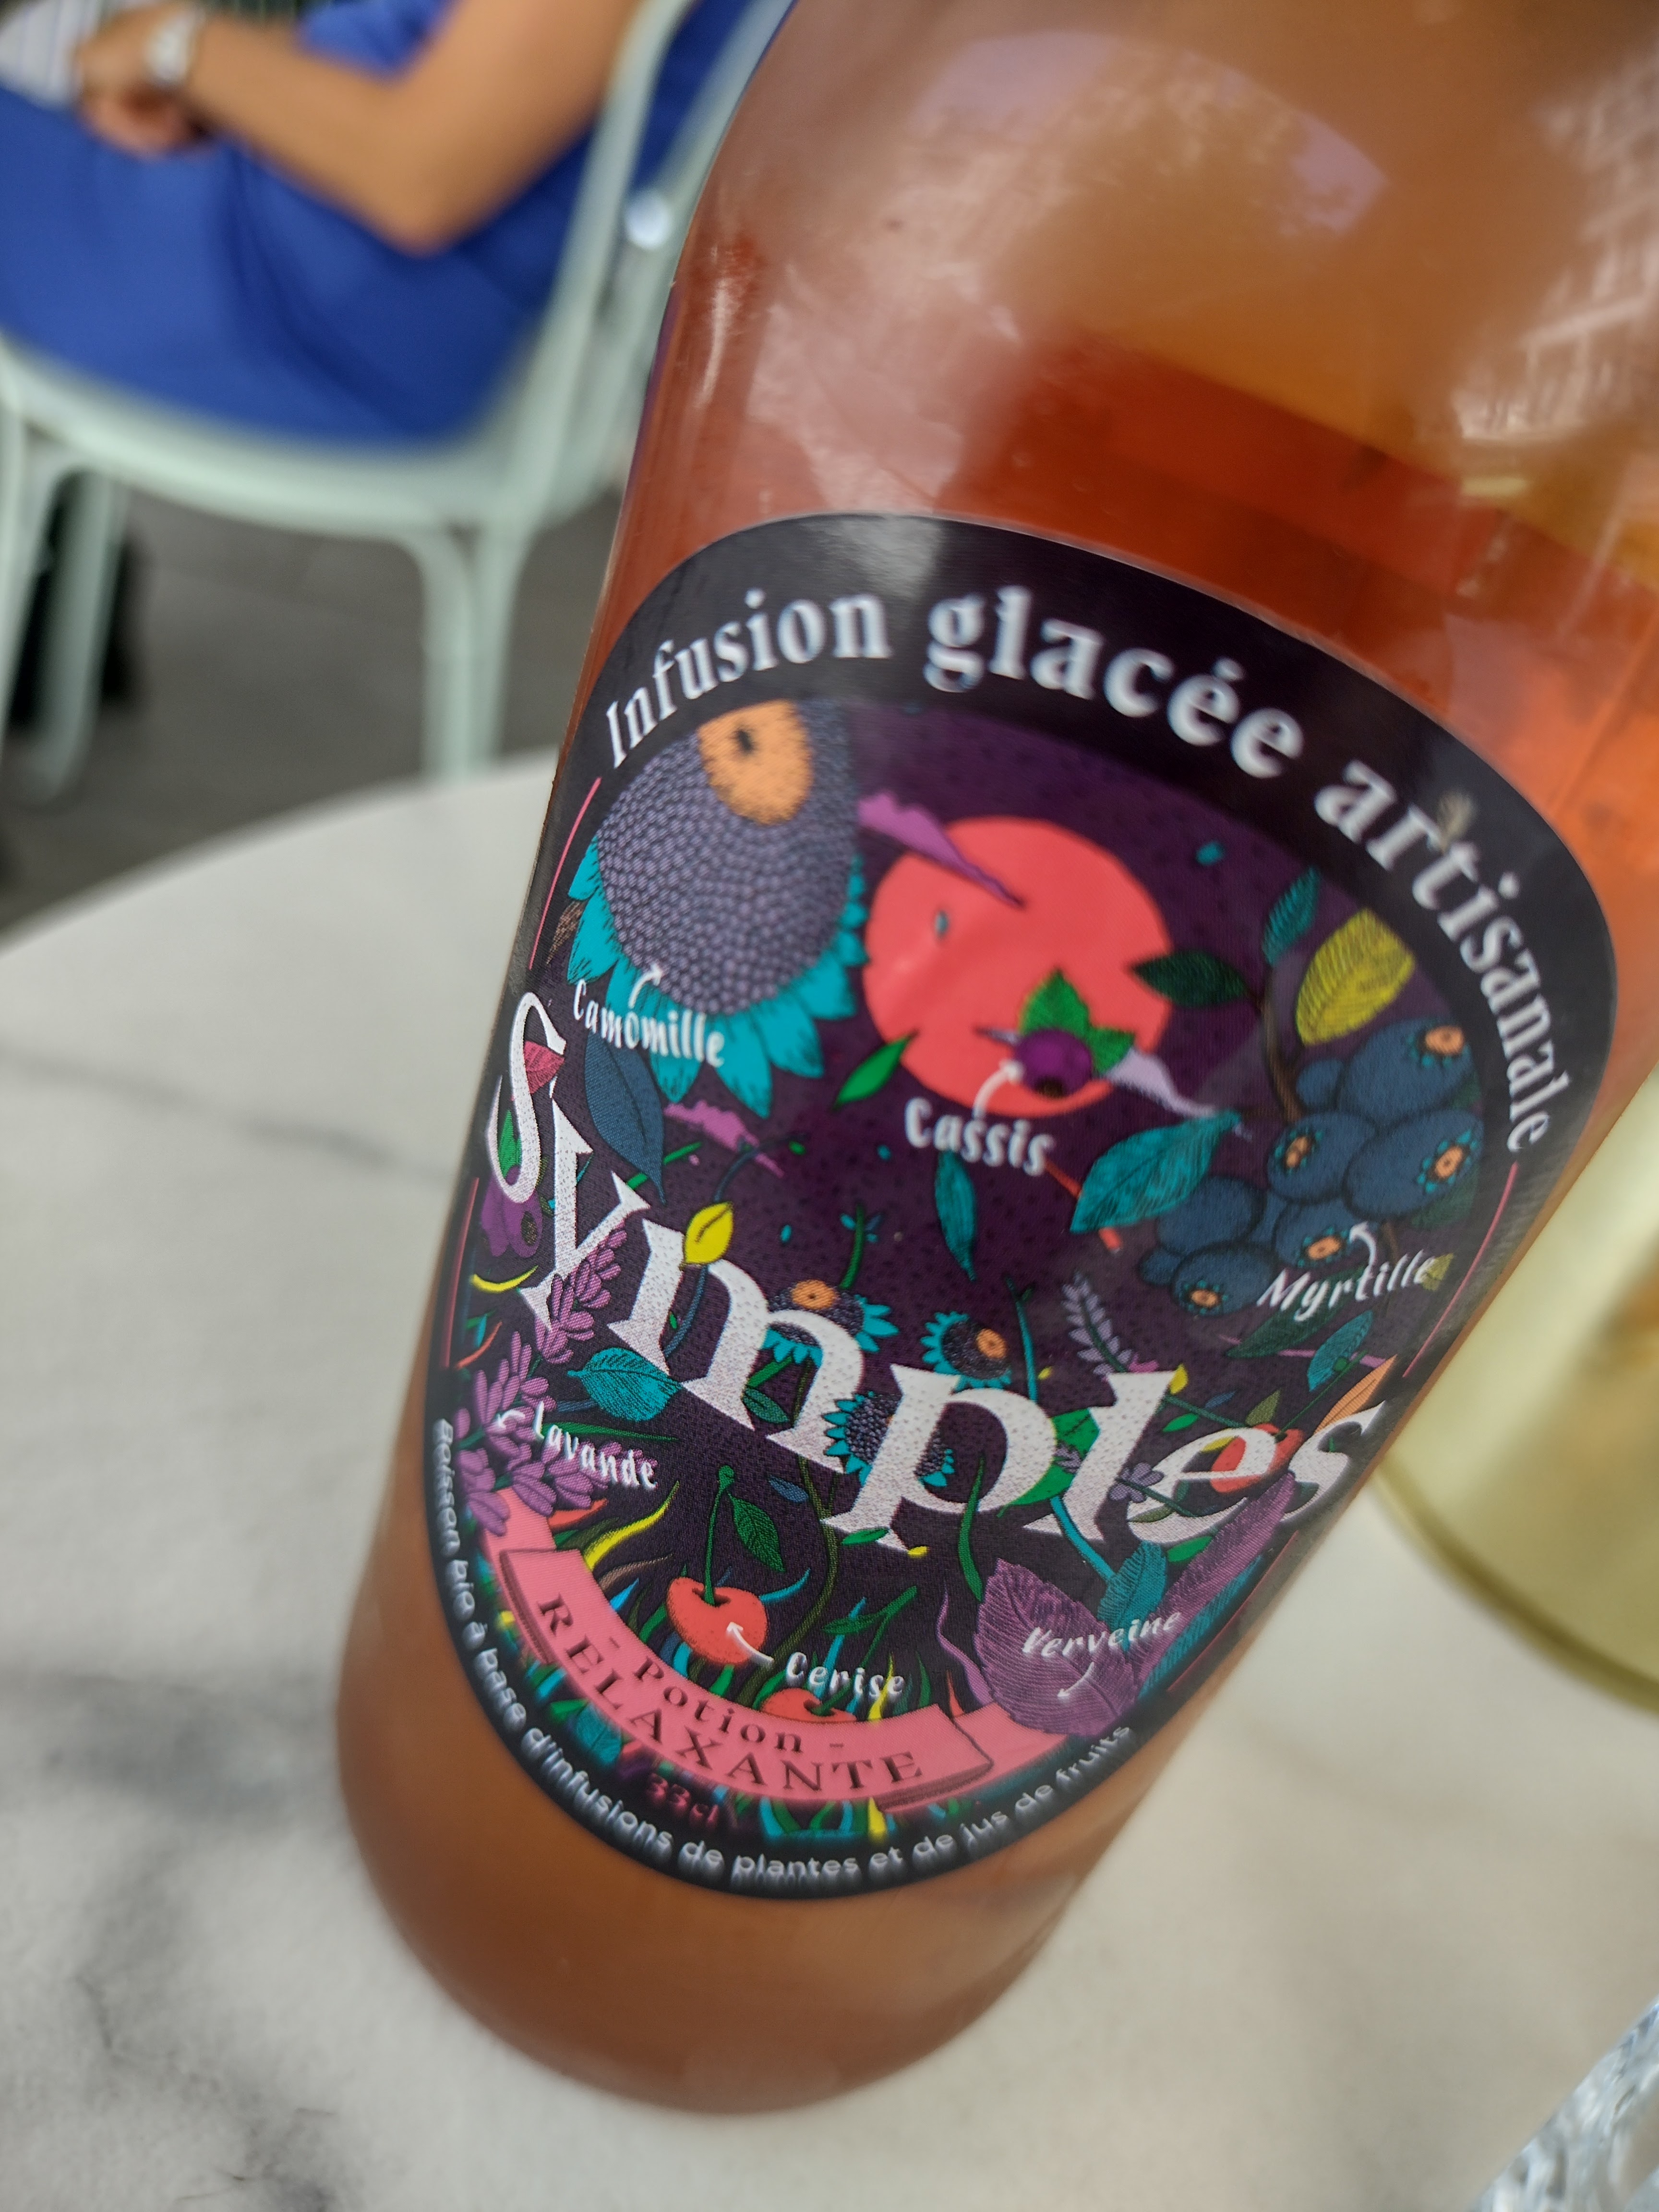 Infusion glacée artisanale
Camomille
Cassis
Myrtille
Symples
Lavande
Cerise
Verveine
- Potion -
RELAXANTE
33cl
Boisson bio à base d'infusions de plantes et de jus de fruits